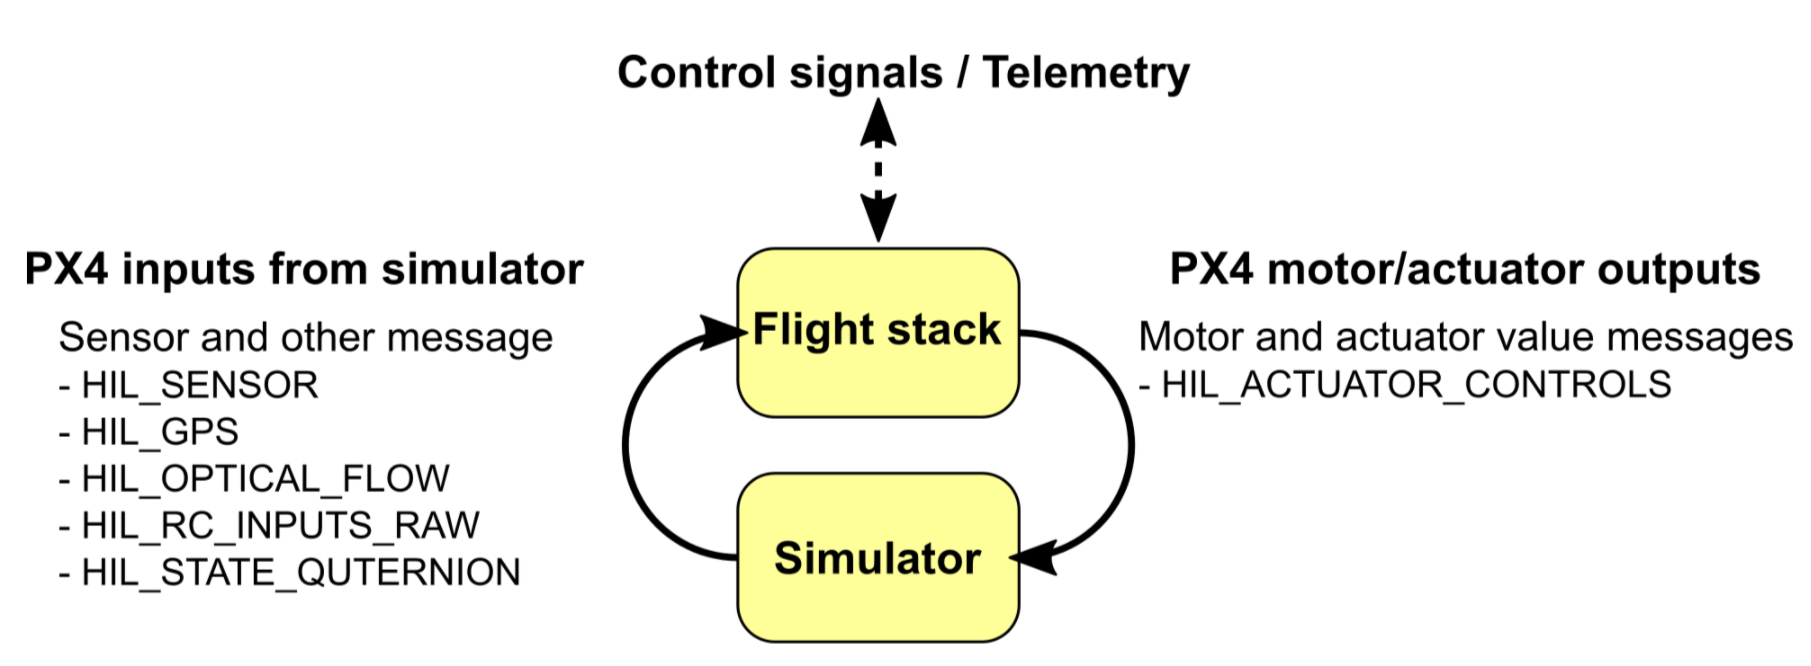 Control signals / Telemetry
PX4 inputs from simulator
Sensor and other message
- HIL_SENSOR
- HIL_GPS
- HIL_OPTICAL_FLOW
- HIL_RC_INPUTS_RAW
- HIL_STATE_QUTERNION
Flight stack
Simulator
PX4 motor/actuator outputs
Motor and actuator value messages
- HIL_ACTUATOR_CONTROLS